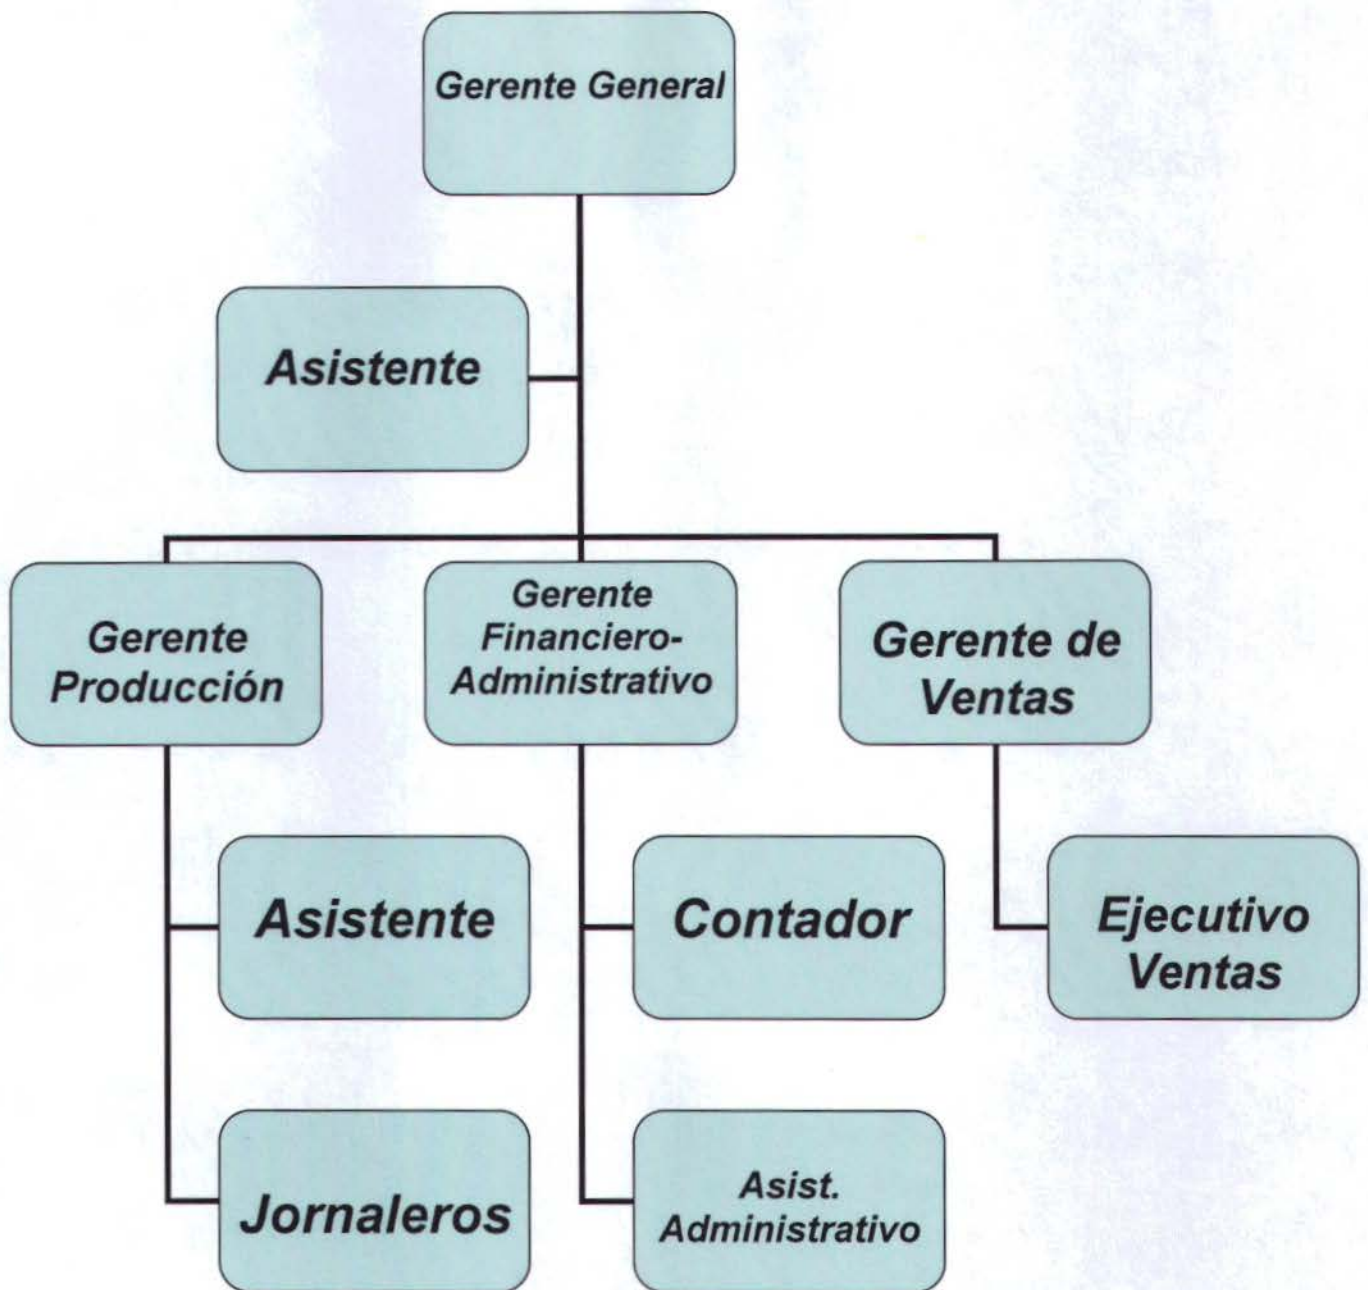 Gerente General
Asistente
Gerente
Producción
Gerente
Financiero-
Administrativo
Gerente de
Ventas
Asistente
Contador
Ejecutivo
Ventas
Jornaleros
Asist.
Administrativo